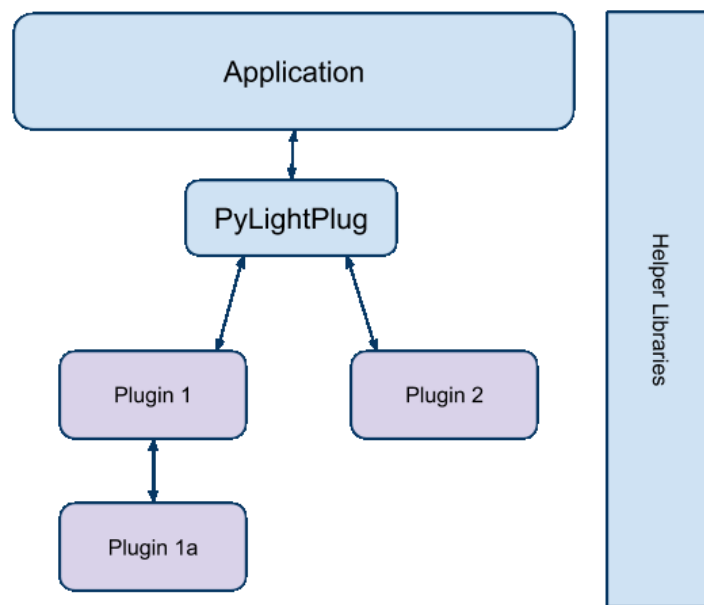 Application
PyLightPlug
Helper Libraries
Plugin 1
Plugin 2
Plugin 1a